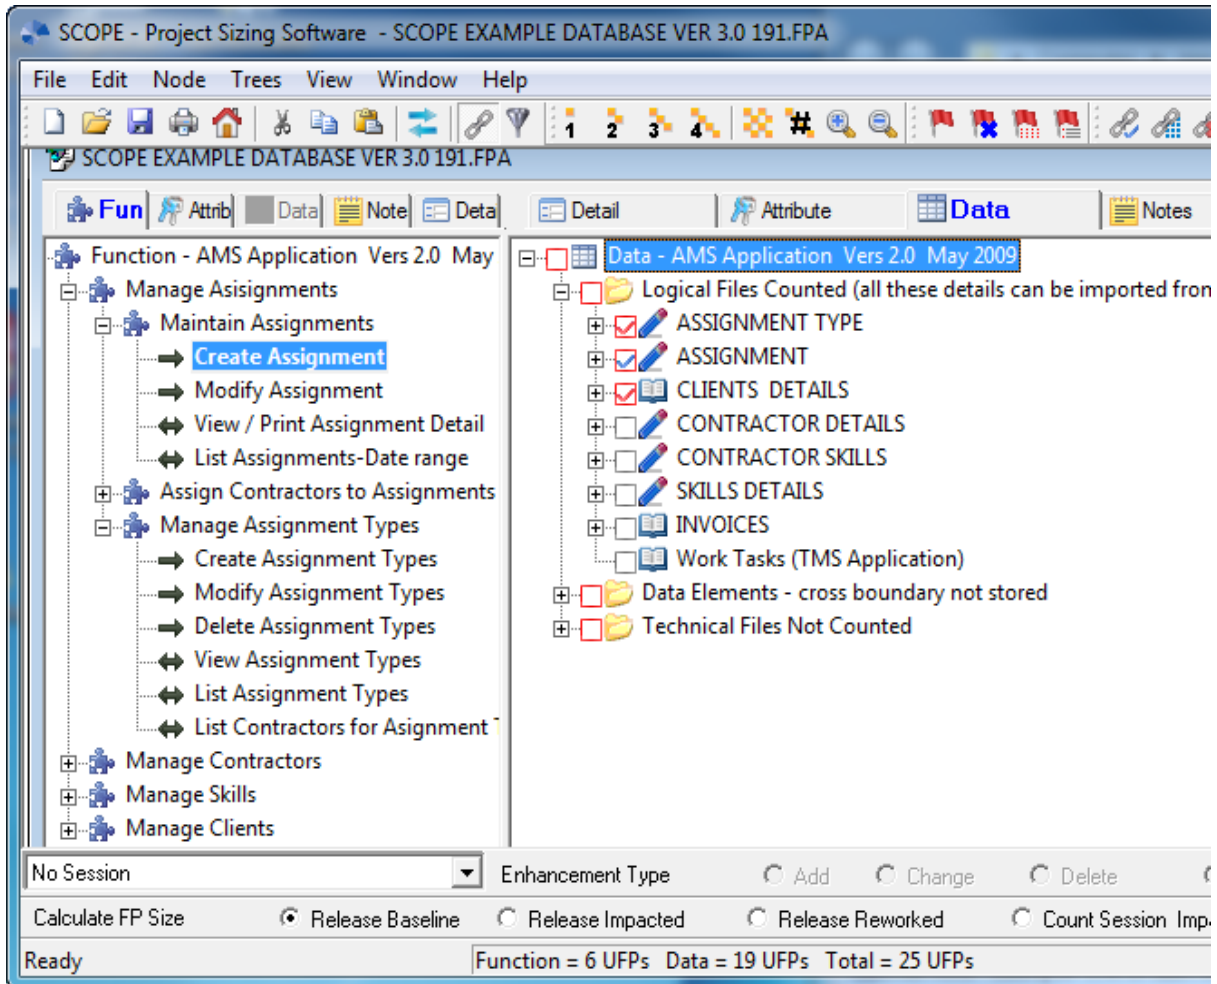 SCOPE - Project Sizing Software - SCOPE EXAMPLE DATABASE VER 3.0 191.FPA
File Edit Node Trees View Window Help
1 2 3 4 #
SCOPE EXAMPLE DATABASE VER 3.0 191.FPA
Fun Attrib Data Note Deta Detail Attribute Data Notes
Function - AMS Application Vers 2.0 May
Manage Asisignments
Maintain Assignments
Create Assignment
Modify Assignment
View / Print Assignment Detail
List Assignments-Date range
Assign Contractors to Assignments
Manage Assignment Types
Create Assignment Types
Modify Assignment Types
Delete Assignment Types
View Assignment Types
List Assignment Types
List Contractors for Asignment
Manage Contractors
Manage Skills
Manage Clients
Data - AMS Application Vers 2.0 May 2009
Logical Files Counted (all these details can be imported from
ASSIGNMENT TYPE
ASSIGNMENT
CLIENTS DETAILS
CONTRACTOR DETAILS
CONTRACTOR SKILLS
SKILLS DETAILS
INVOICES
Work Tasks (TMS Application)
Data Elements - cross boundary not stored
Technical Files Not Counted
No Session Enhancement Type Add Change Delete
Calculate FP Size Release Baseline Release Impacted Release Reworked Count Session Imp
Ready Function = 6 UFPs Data = 19 UFPs Total = 25 UFPs